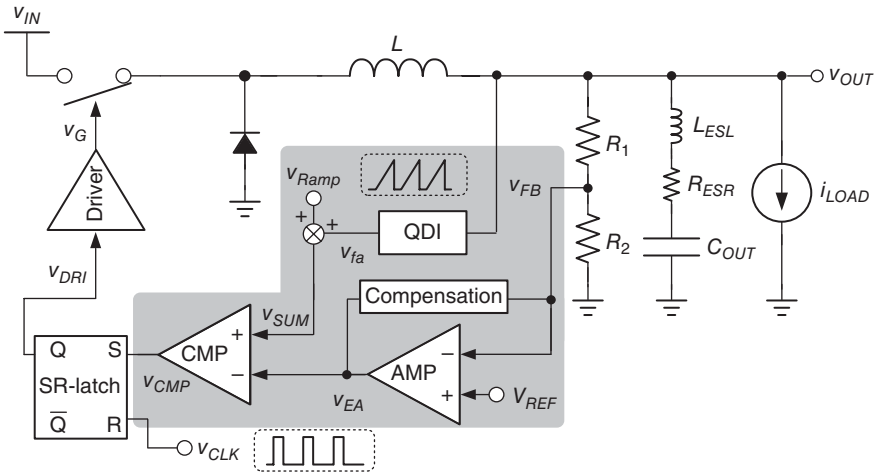 v_IN
L
v_OUT
v_G
Driver
v_Ramp
+
+
QDI
v_fa
v_FB
R_1
R_2
L_ESL
R_ESR
C_OUT
i_LOAD
v_DRI
v_SUM
Compensation
CMP
+
−
AMP
−
+
v_CMP
v_EA
V_REF
Q S
SR-latch
Q̅ R
v_CLK